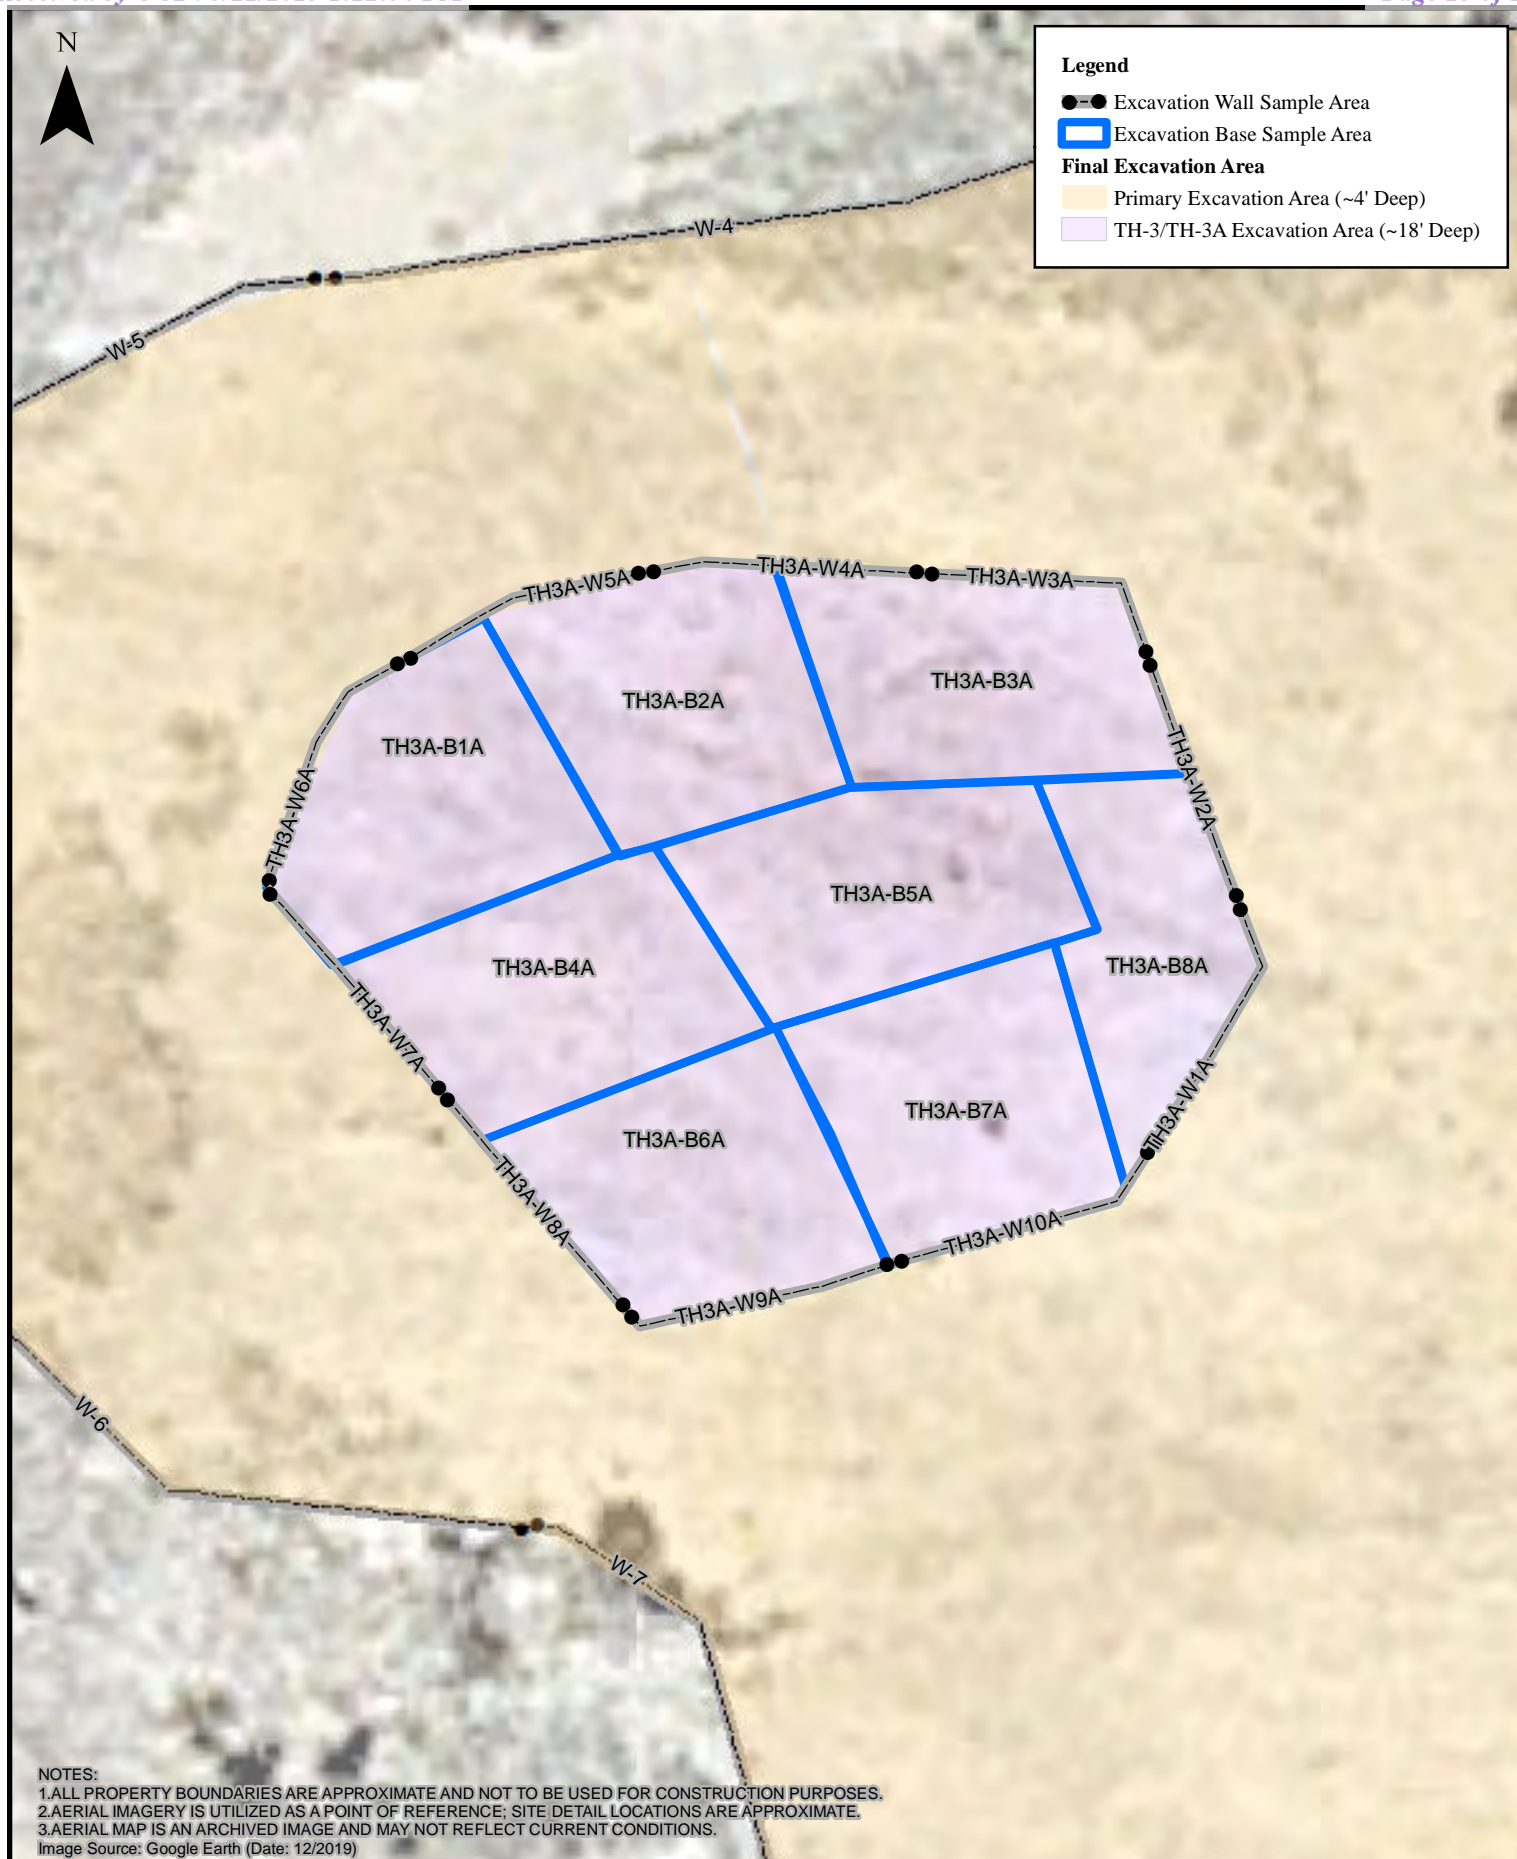 N
Legend
Excavation Wall Sample Area
Excavation Base Sample Area
Final Excavation Area
Primary Excavation Area (~4' Deep)
TH-3/TH-3A Excavation Area (~18' Deep)
W-4
W-5
TH3A-W5A
TH3A-W4A
TH3A-W3A
TH3A-B3A
TH3A-B2A
TH3A-B1A
TH3A-W2A
TH3A-W6A
TH3A-B5A
TH3A-B4A
TH3A-B8A
TH3A-W7A
TH3A-B7A
TH3A-W1A
TH3A-B6A
TH3A-W8A
TH3A-W10A
TH3A-W9A
W-6
W-7
NOTES:
1.ALL PROPERTY BOUNDARIES ARE APPROXIMATE AND NOT TO BE USED FOR CONSTRUCTION PURPOSES.
2.AERIAL IMAGERY IS UTILIZED AS A POINT OF REFERENCE; SITE DETAIL LOCATIONS ARE APPROXIMATE.
3.AERIAL MAP IS AN ARCHIVED IMAGE AND MAY NOT REFLECT CURRENT CONDITIONS.
Image Source: Google Earth (Date: 12/2019)